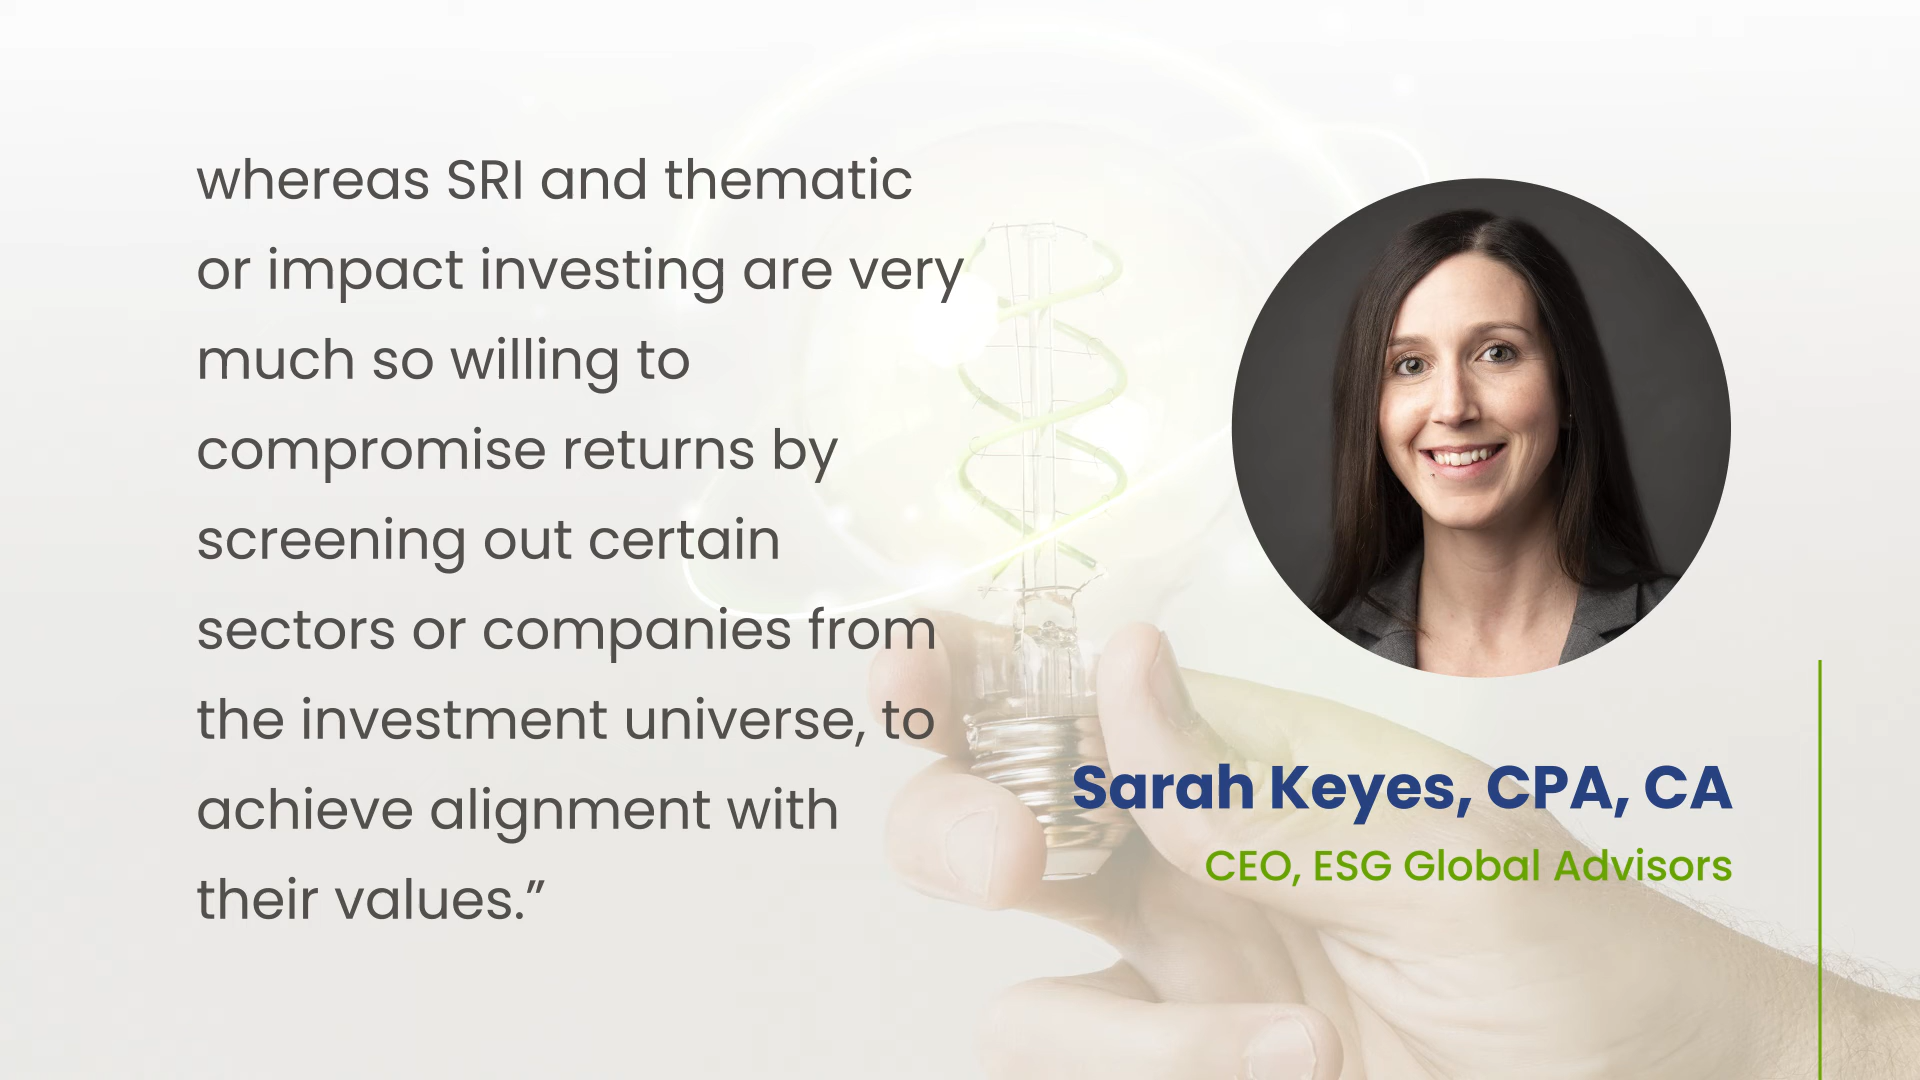 whereas SRI and thematic
or impact investing are very
much so willing to
compromise returns by
screening out certain
sectors or companies from
the investment universe, to
achieve alignment with
their values.”
Sarah Keyes, CPA, CA
CEO, ESG Global Advisors